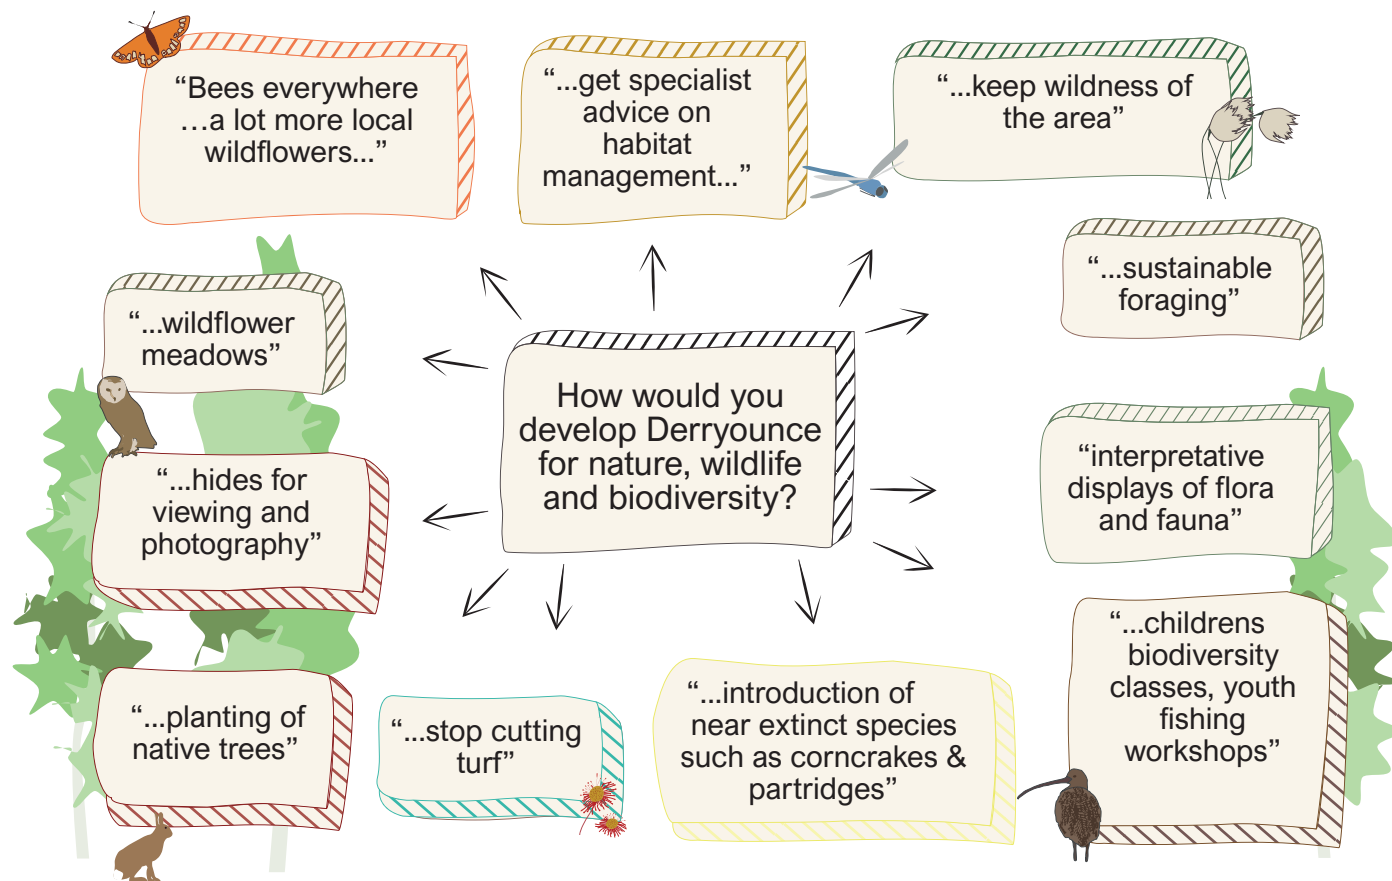 “Bees everywhere
…a lot more local
wildflowers...”
“...get specialist
advice on
habitat
management...”
“...keep wildness of
the area”
“...sustainable
foraging”
“...wildflower
meadows”
How would you
develop Derryounce
for nature, wildlife
and biodiversity?
“interpretative
displays of flora
and fauna”
“...hides for
viewing and
photography”
“...childrens
biodiversity
classes, youth
fishing
workshops”
“...planting of
native trees”
“...stop cutting
turf”
“...introduction of
near extinct species
such as corncrakes &
partridges”